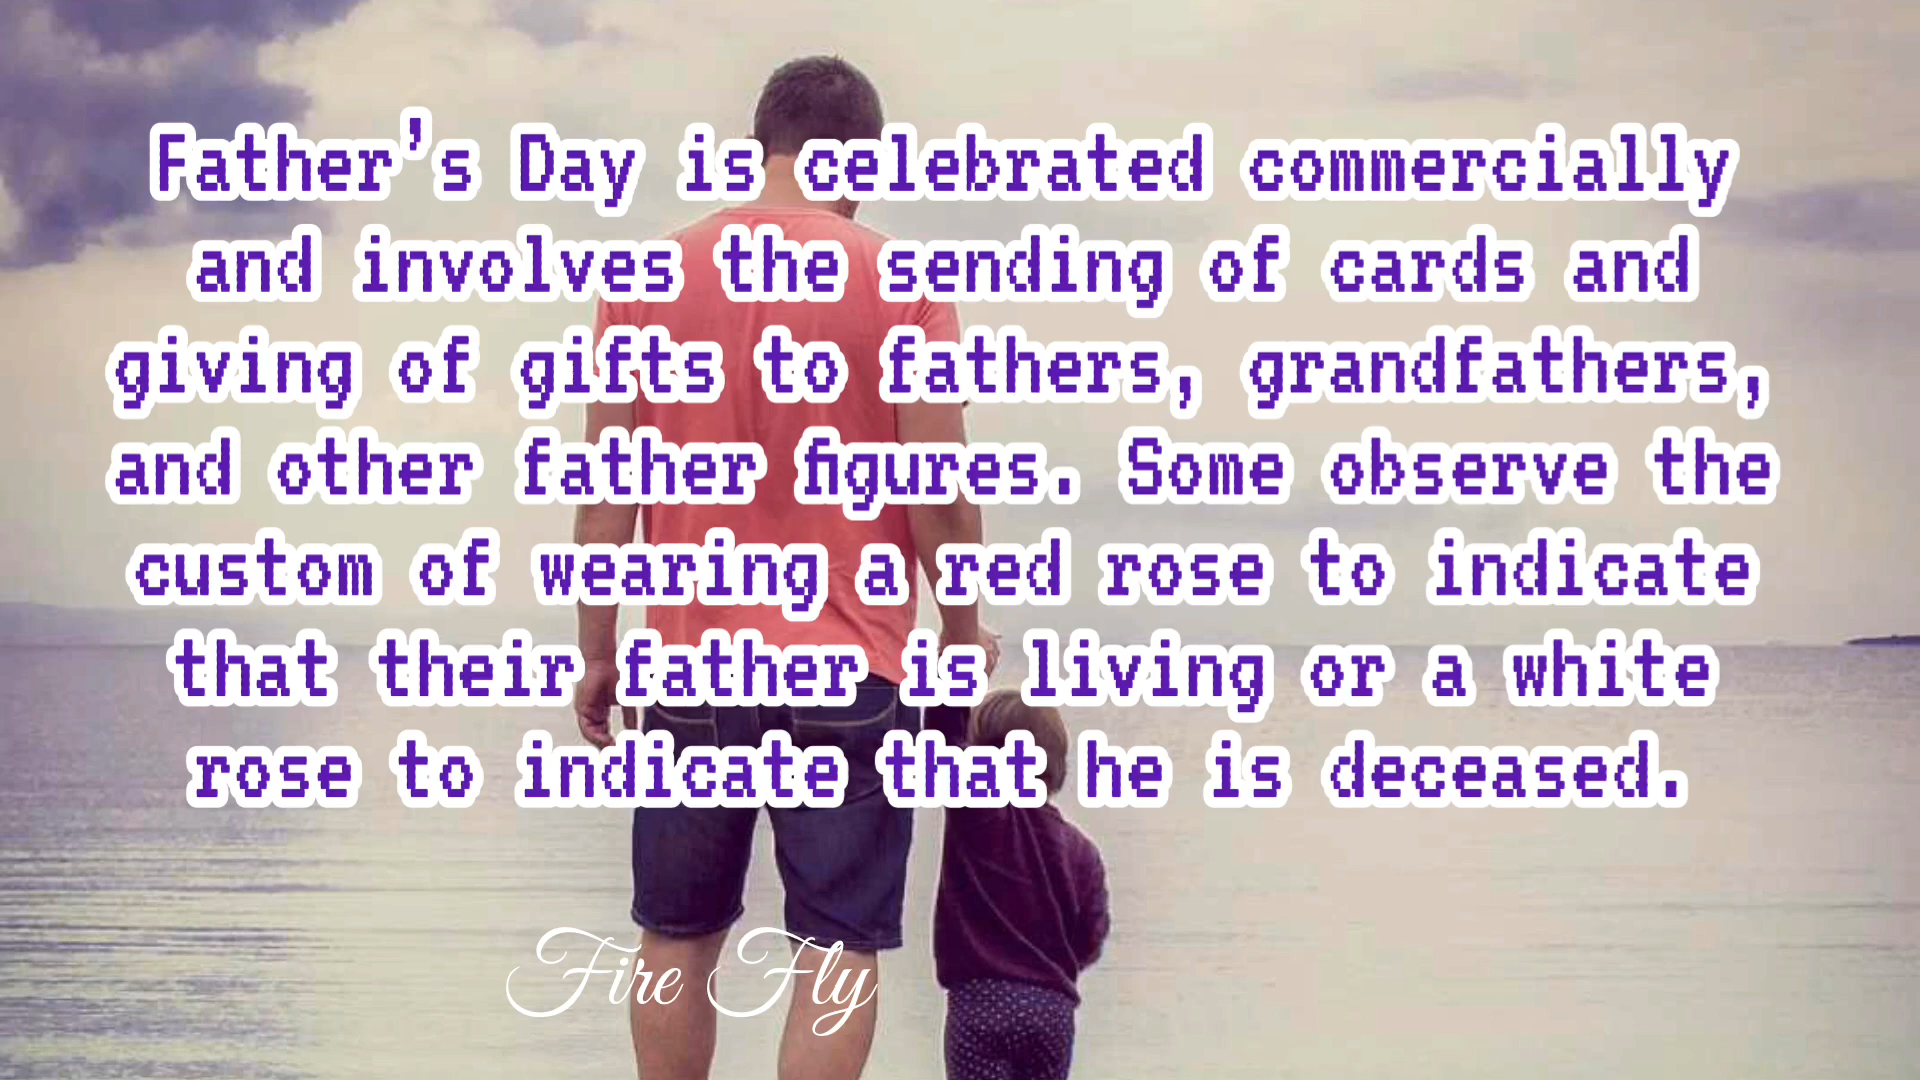 Father's Day is celebrated commercially
and involves the sending of cards and
giving of gifts to fathers, grandfathers,
and other father figures. Some observe the
custom of wearing a red rose to indicate
that their father is living or a white
rose to indicate that he is deceased.
Fire Fly